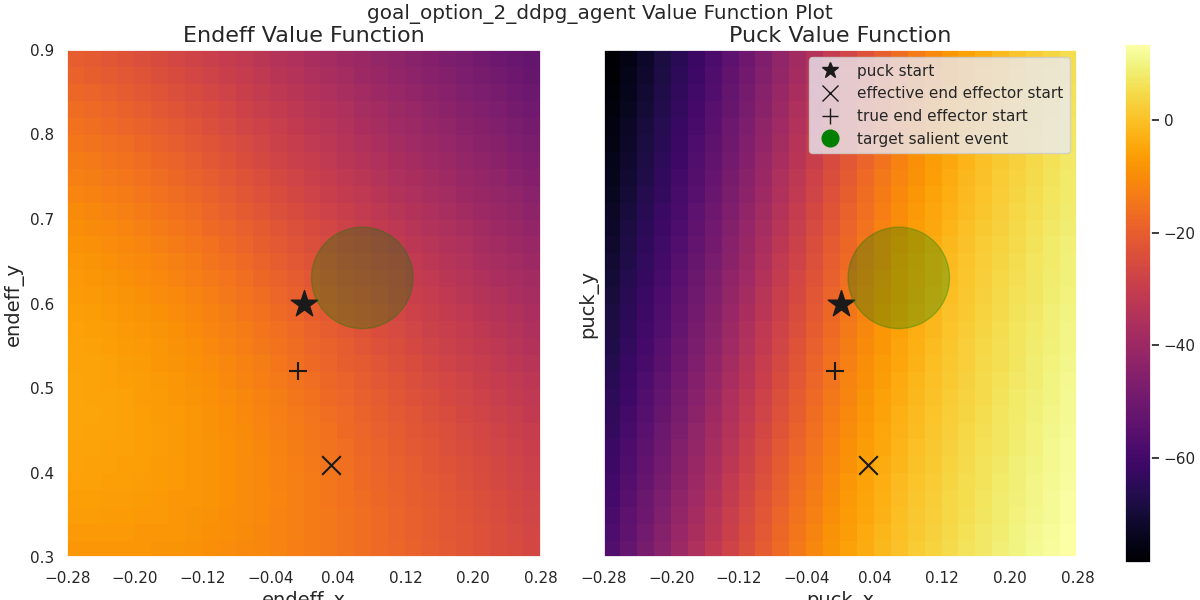 goal_option_2_ddpg_agent Value Function Plot
Endeff Value Function
Puck Value Function
0.9
0.8
0.7
0.6
0.5
0.4
0.3
endeff_y
−0.28 −0.20 −0.12 −0.04 0.04 0.12 0.20 0.28
endeff_x
puck_y
puck start
effective end effector start
true end effector start
target salient event
−0.28 −0.20 −0.12 −0.04 0.04 0.12 0.20 0.28
puck_x
0
−20
−40
−60